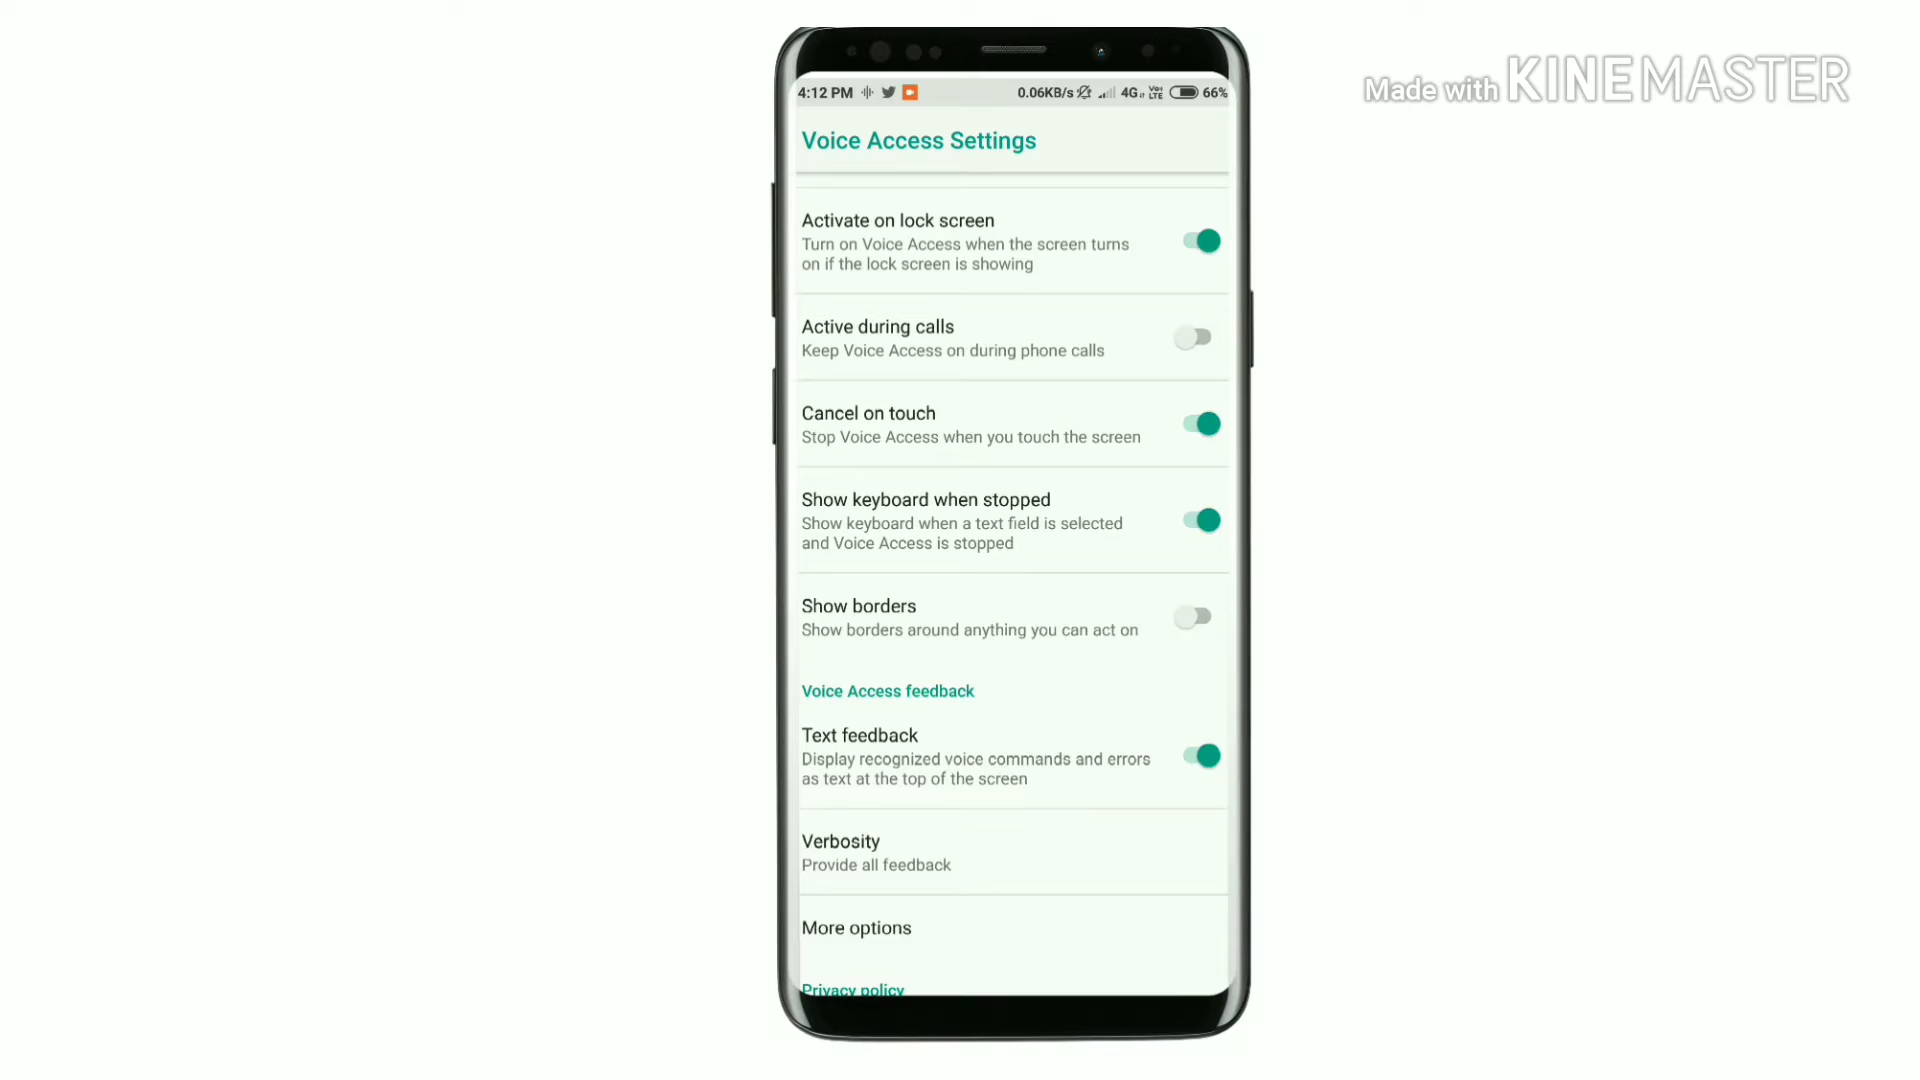 Made with KINEMASTER
4:12 PM 0.06KB/s 4G VoLTE 66%
Voice Access Settings
Activate on lock screen
Turn on Voice Access when the screen turns
on if the lock screen is showing
Active during calls
Keep Voice Access on during phone calls
Cancel on touch
Stop Voice Access when you touch the screen
Show keyboard when stopped
Show keyboard when a text field is selected
and Voice Access is stopped
Show borders
Show borders around anything you can act on
Voice Access feedback
Text feedback
Display recognized voice commands and errors
as text at the top of the screen
Verbosity
Provide all feedback
More options
Privacy policy